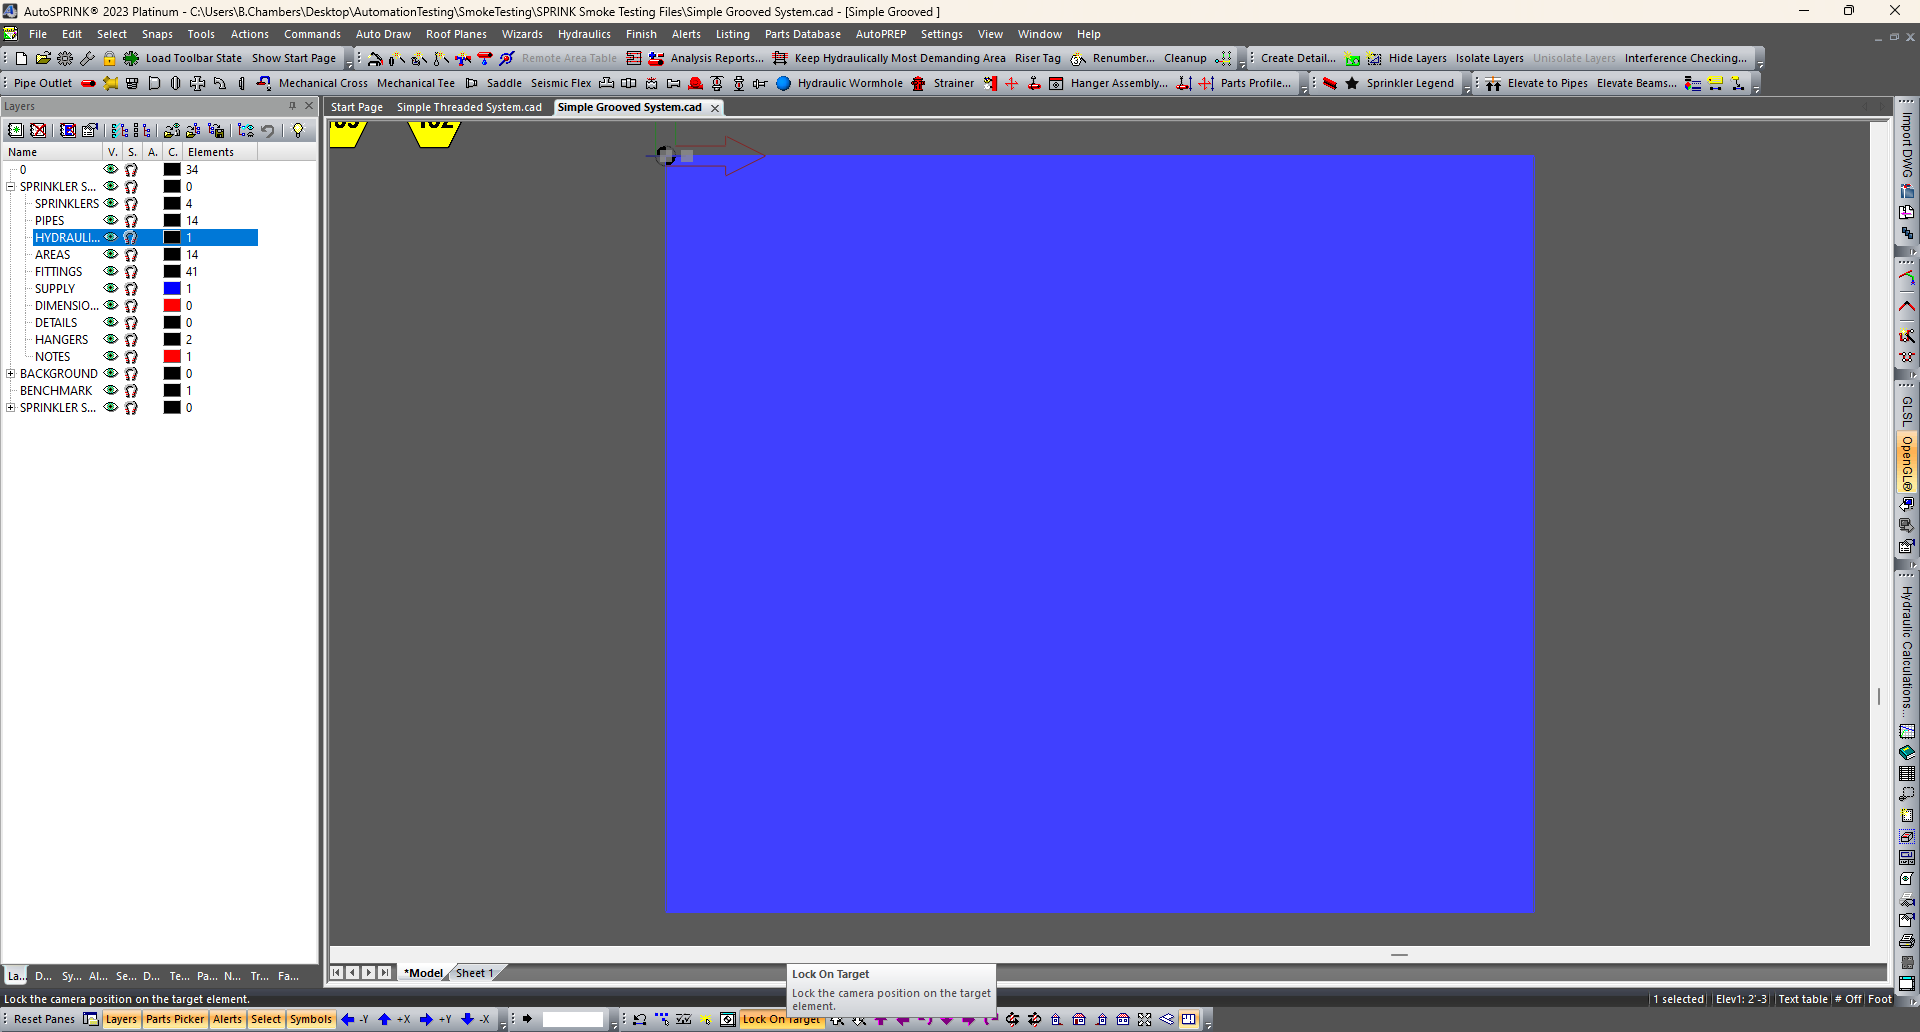 AutoSPRINK® 2023 Platinum - C:\Users\B.Chambers\Desktop\AutomationTesting\SmokeTesting\SPRINK Smoke Testing Files\Simple Grooved System.cad - [Simple Grooved ]
File Edit Select Snaps Tools Actions Commands Auto Draw Roof Planes Wizards Hydraulics Finish Alerts Listing Parts Database AutoPREP Settings View Window Help
Load Toolbar State Show Start Page Remote Area Table Analysis Reports... Keep Hydraulically Most Demanding Area Riser Tag Renumber... Cleanup Create Detail... Hide Layers Isolate Layers Unisolate Layers Interference Checking...
Pipe Outlet Mechanical Cross Mechanical Tee Saddle Seismic Flex Hydraulic Wormhole Strainer Hanger Assembly... Parts Profile... Sprinkler Legend Elevate to Pipes Elevate Beams...
Layers
Start Page Simple Threaded System.cad Simple Grooved System.cad
Name V. S. A. C. Elements
0 34
SPRINKLER S... 0
SPRINKLERS 4
PIPES 14
HYDRAULI... 1
AREAS 14
FITTINGS 41
SUPPLY 1
DIMENSIO... 0
DETAILS 0
HANGERS 2
NOTES 1
BACKGROUND 0
BENCHMARK 1
SPRINKLER S... 0
Import DWG
GLSL
OpenGL®
Hydraulic Calculations...
La... D... Sy... Al... Se... D... Te... Pa... N... Tr... Fa...
*Model Sheet 1
Lock On Target
Lock the camera position on the target
element.
Lock the camera position on the target element.
1 selected Elev1: 2'-3 Text table # Off Foot
Reset Panes Layers Parts Picker Alerts Select Symbols -Y +X +Y -X Lock On Target